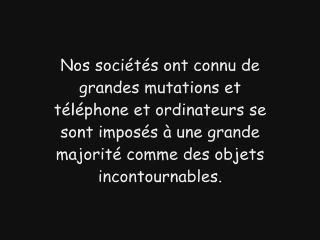 Nos sociétés ont connu de
grandes mutations et
téléphone et ordinateurs se
sont imposés à une grande
majorité comme des objets
incontournables.